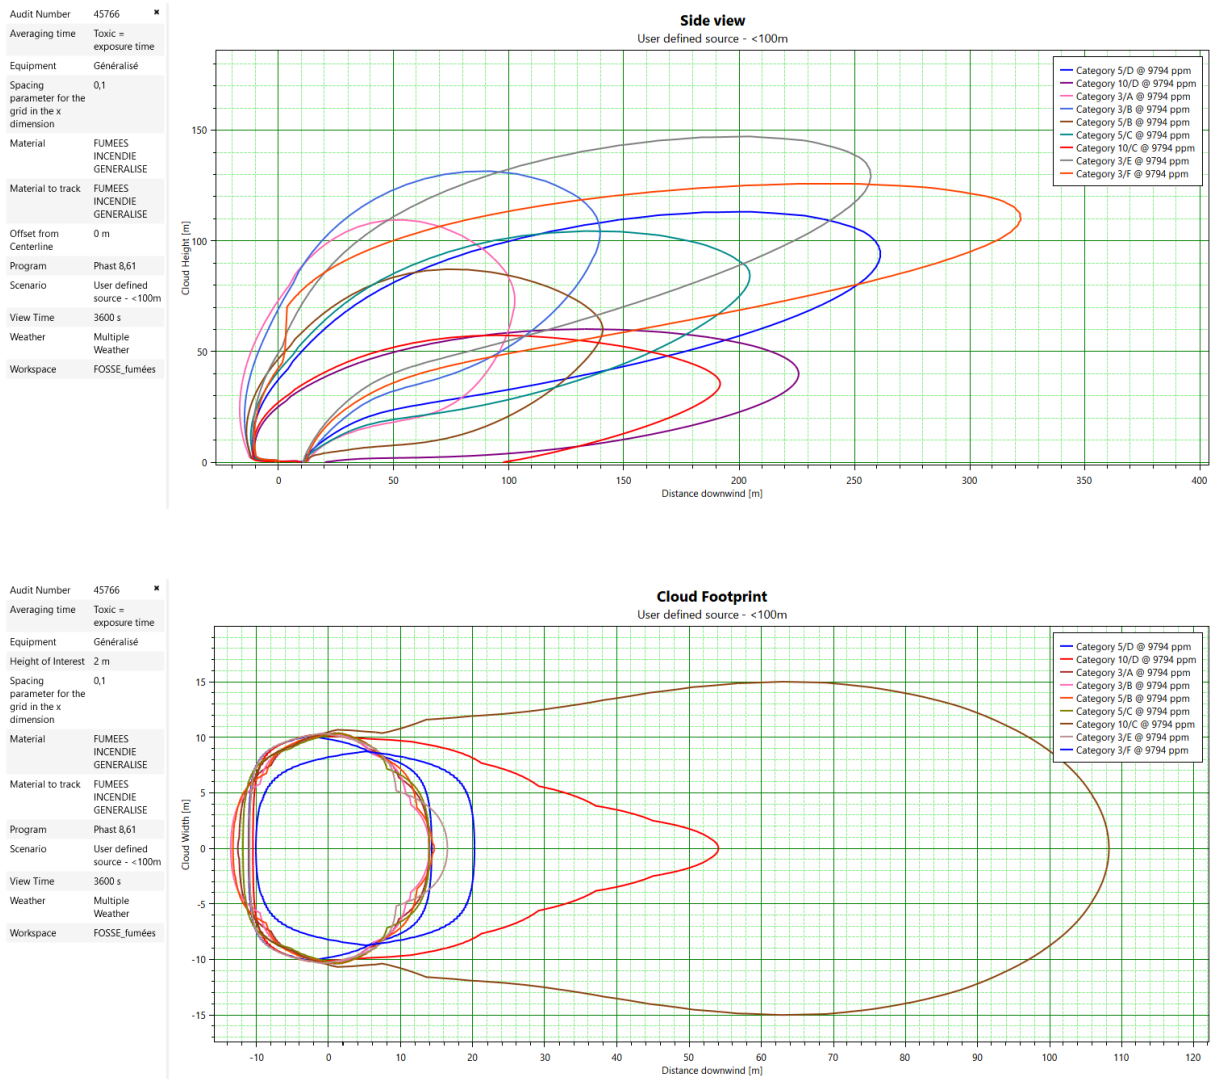 Audit Number 45766 ✖
Averaging time Toxic =
exposure time
Equipment Généralisé
Spacing 0,1
parameter for the
grid in the x
dimension
Material FUMEES
INCENDIE
GENERALISE
Material to track FUMEES
INCENDIE
GENERALISE
Offset from 0 m
Centerline
Program Phast 8,61
Scenario User defined
source - <100m
View Time 3600 s
Weather Multiple
Weather
Workspace FOSSE_fumées
Side view
User defined source - <100m
Category 5/D @ 9794 ppm
Category 10/D @ 9794 ppm
Category 3/A @ 9794 ppm
Category 3/B @ 9794 ppm
Category 5/B @ 9794 ppm
Category 5/C @ 9794 ppm
Category 10/C @ 9794 ppm
Category 3/E @ 9794 ppm
Category 3/F @ 9794 ppm
Cloud Height [m]
150
100
50
0
0 50 100 150 200 250 300 350 400
Distance downwind [m]
Audit Number 45766 ✖
Averaging time Toxic =
exposure time
Equipment Généralisé
Height of Interest 2 m
Spacing 0,1
parameter for the
grid in the x
dimension
Material FUMEES
INCENDIE
GENERALISE
Material to track FUMEES
INCENDIE
GENERALISE
Program Phast 8,61
Scenario User defined
source - <100m
View Time 3600 s
Weather Multiple
Weather
Workspace FOSSE_fumées
Cloud Footprint
User defined source - <100m
Category 5/D @ 9794 ppm
Category 10/D @ 9794 ppm
Category 3/A @ 9794 ppm
Category 3/B @ 9794 ppm
Category 5/B @ 9794 ppm
Category 5/C @ 9794 ppm
Category 10/C @ 9794 ppm
Category 3/E @ 9794 ppm
Category 3/F @ 9794 ppm
Cloud Width [m]
15
10
5
0
-5
-10
-15
-10 0 10 20 30 40 50 60 70 80 90 100 110 120
Distance downwind [m]